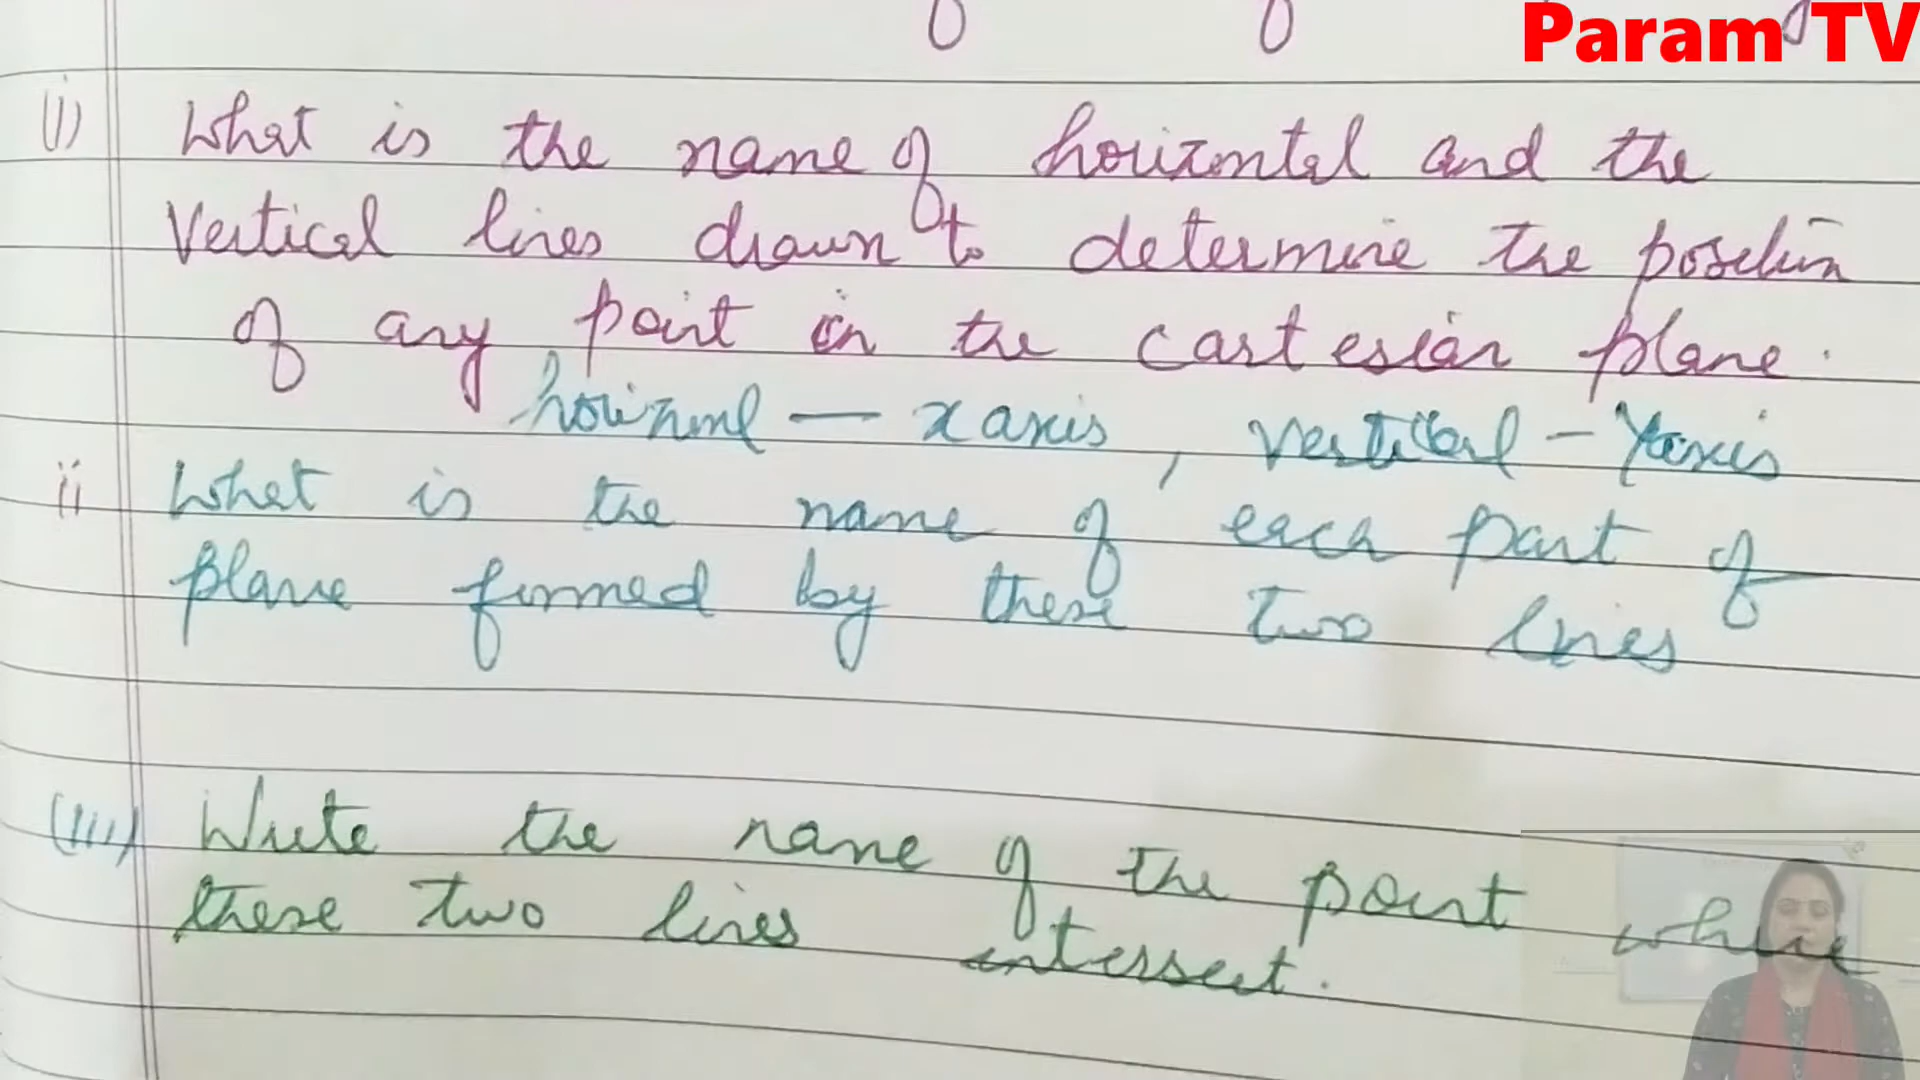 Param TV
(i) What is the name of horizontal and the
Vertical lines drawn to determine the position
of any point in the cartesian plane.
horizontal — x axis, vertical – Y axis
ii What is the name of each part of
plane formed by these two lines
(iii) Write the name of the point where
these two lines intersect.